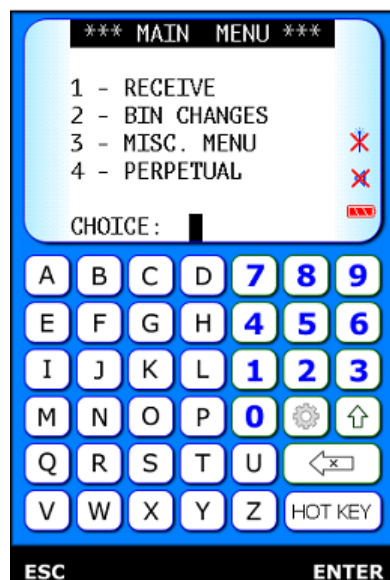 *** MAIN MENU ***
1 - RECEIVE
2 - BIN CHANGES
3 - MISC. MENU
4 - PERPETUAL
CHOICE:
A B C D 7 8 9
E F G H 4 5 6
I J K L 1 2 3
M N O P 0
Q R S T U
V W X Y Z HOT KEY
ESC ENTER